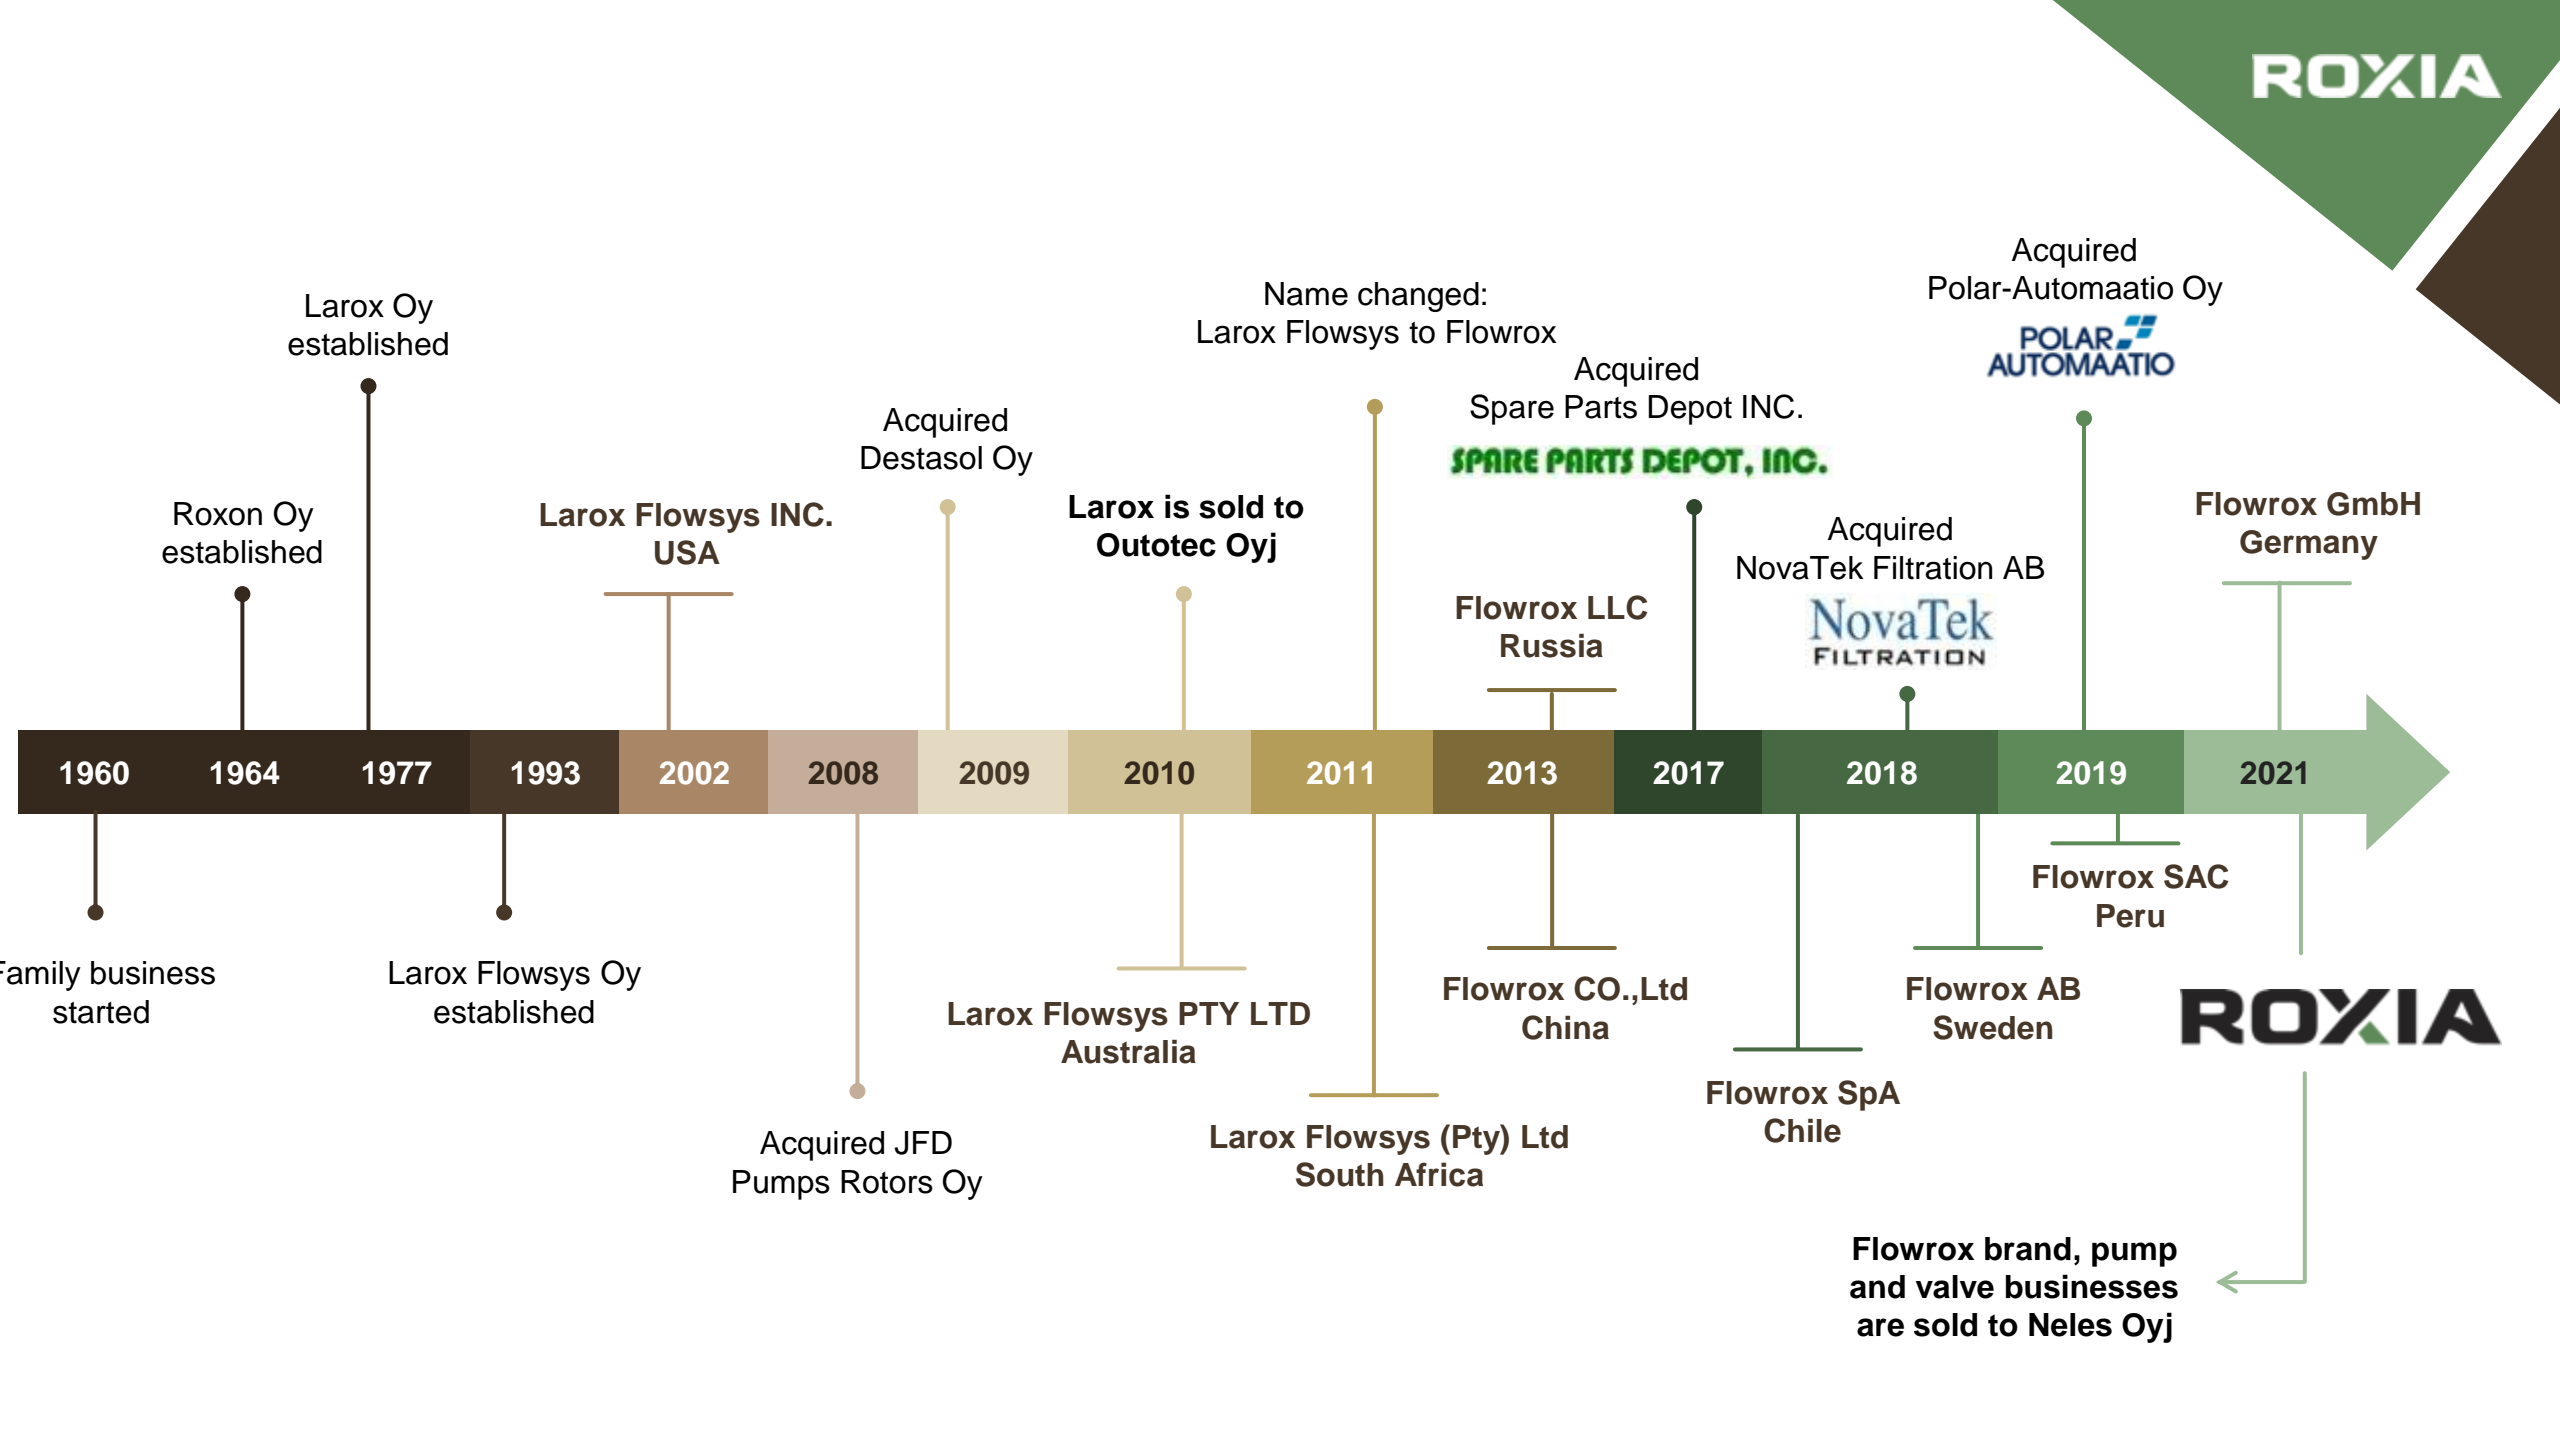 ROXIA
Acquired
Polar-Automaatio Oy
POLAR
AUTOMAATIO
Name changed:
Larox Flowsys to Flowrox
Larox Oy
established
Acquired
Spare Parts Depot INC.
SPARE PARTS DEPOT, INC.
Acquired
Destasol Oy
Roxon Oy
established
Larox Flowsys INC.
USA
Larox is sold to
Outotec Oyj
Flowrox LLC
Russia
Acquired
NovaTek Filtration AB
NovaTek
FILTRATION
Flowrox GmbH
Germany
1960 1964 1977 1993 2002 2008 2009 2010 2011 2013 2017 2018 2019 2021
Family business
started
Larox Flowsys Oy
established
Acquired JFD
Pumps Rotors Oy
Larox Flowsys PTY LTD
Australia
Larox Flowsys (Pty) Ltd
South Africa
Flowrox CO.,Ltd
China
Flowrox SpA
Chile
Flowrox AB
Sweden
Flowrox SAC
Peru
ROXIA
Flowrox brand, pump
and valve businesses
are sold to Neles Oyj